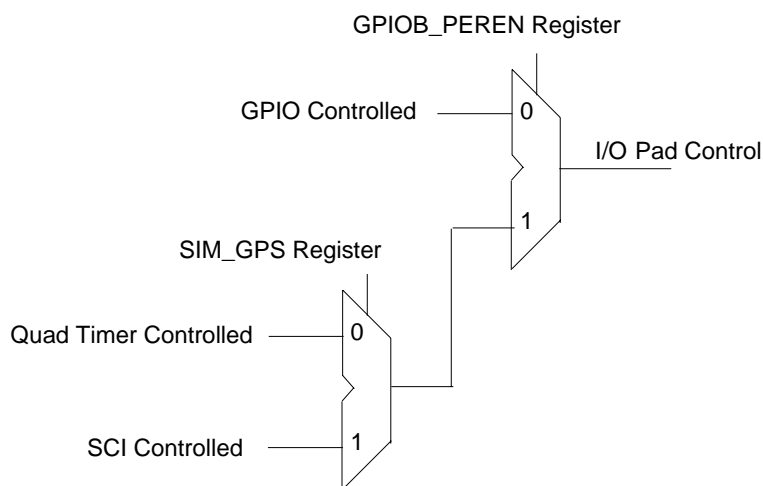 GPIOB_PEREN Register
GPIO Controlled
0
I/O Pad Control
1
SIM_GPS Register
Quad Timer Controlled
0
SCI Controlled
1